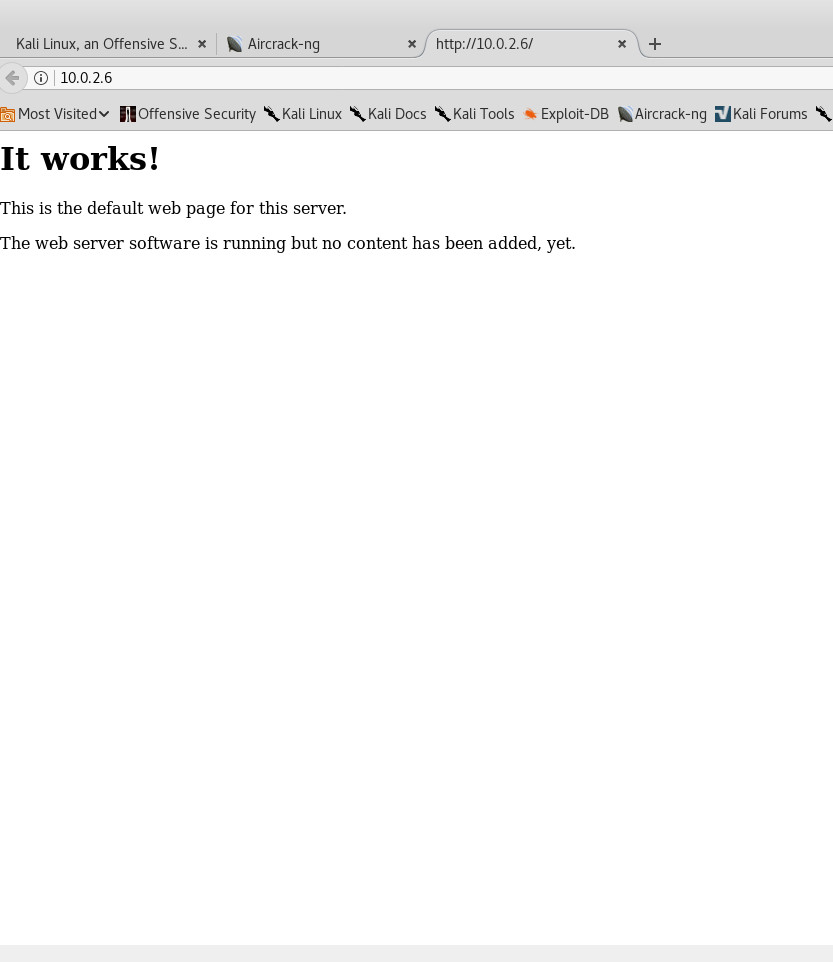 Kali Linux, an Offensive S... Aircrack-ng http://10.0.2.6/
10.0.2.6
Most Visited Offensive Security Kali Linux Kali Docs Kali Tools Exploit-DB Aircrack-ng Kali Forums
It works!
This is the default web page for this server.
The web server software is running but no content has been added, yet.